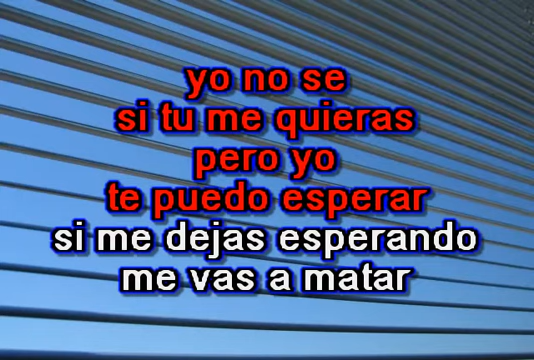 yo no se
si tu me quieras
pero yo
te puedo esperar
si me dejas esperando
me vas a matar